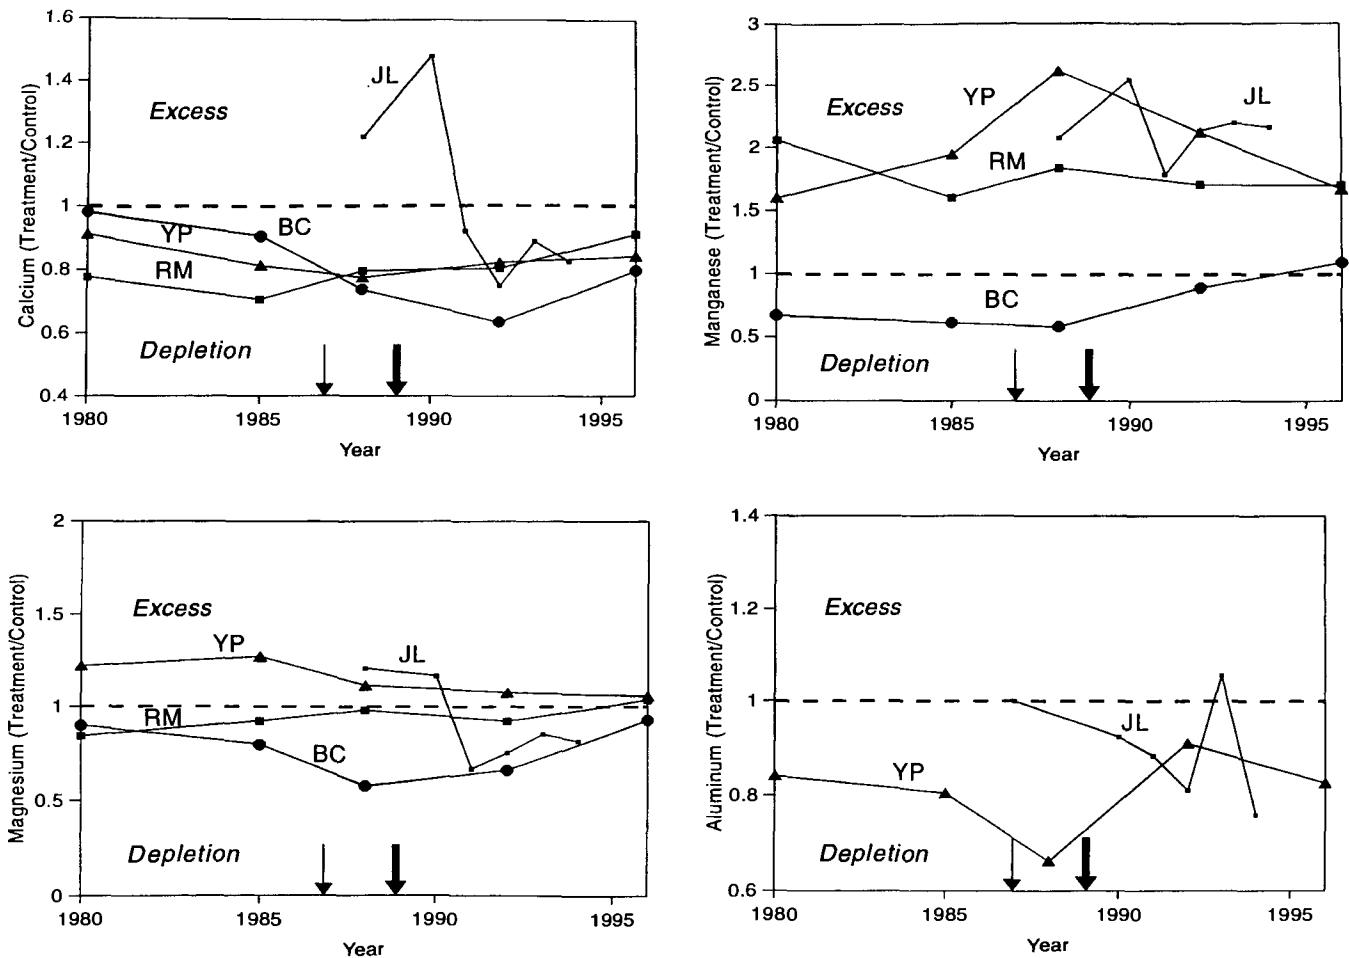 1.6
1.4
1.2
1
0.8
0.6
0.4
Calcium (Treatment/Control)
Excess
JL
BC
YP
RM
Depletion
1980
1985
1990
1995
Year
3
2.5
2
1.5
1
0.5
0
Manganese (Treatment/Control)
Excess
YP
JL
RM
BC
Depletion
1980
1985
1990
1995
Year
2
1.5
1
0.5
0
Magnesium (Treatment/Control)
Excess
YP
JL
RM
BC
Depletion
1980
1985
1990
1995
Year
1.4
1.2
1
0.8
0.6
Aluminum (Treatment/Control)
Excess
JL
YP
Depletion
1980
1985
1990
1995
Year